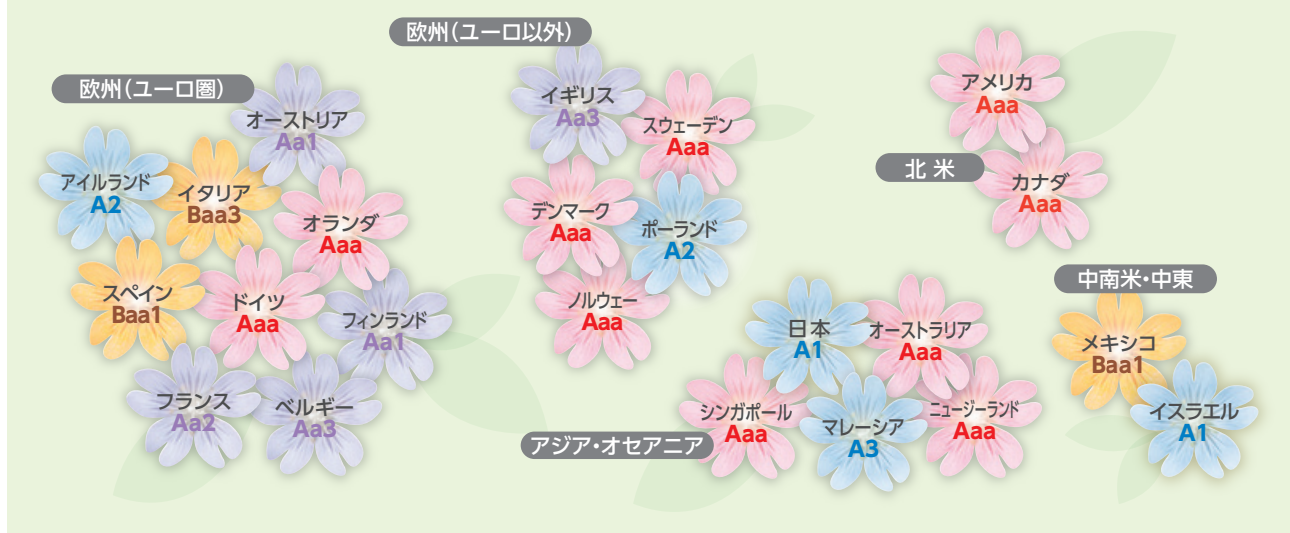 欧州(ユーロ圏)
オーストリア
Aa1
アイルランド
A2
イタリア
Baa3
オランダ
Aaa
スペイン
Baa1
ドイツ
Aaa
フィンランド
Aa1
フランス
Aa2
ベルギー
Aa3
欧州(ユーロ以外)
イギリス
Aa3
スウェーデン
Aaa
デンマーク
Aaa
ポーランド
A2
ノルウェー
Aaa
北 米
アメリカ
Aaa
カナダ
Aaa
アジア・オセアニア
日本
A1
オーストラリア
Aaa
シンガポール
Aaa
マレーシア
A3
ニュージーランド
Aaa
中南米・中東
メキシコ
Baa1
イスラエル
A1